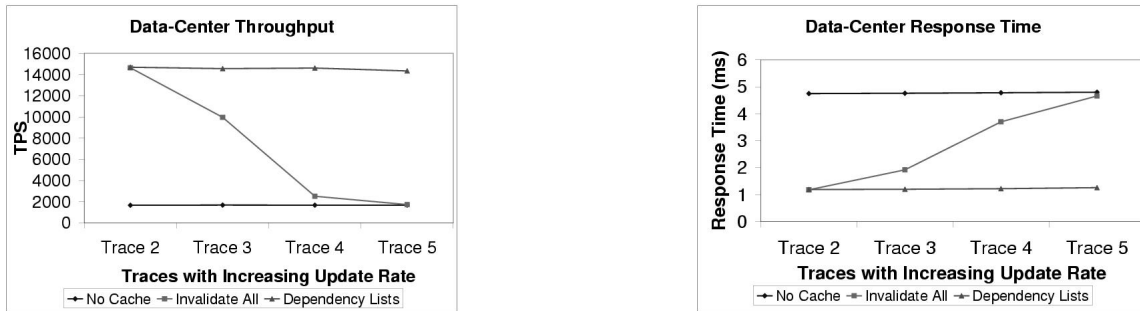 Data-Center Throughput
16000
14000
12000
10000
8000
6000
4000
2000
0
TPS
Trace 2 Trace 3 Trace 4 Trace 5
Traces with Increasing Update Rate
No Cache Invalidate All Dependency Lists
Data-Center Response Time
6
5
4
3
2
1
0
Response Time (ms)
Trace 2 Trace 3 Trace 4 Trace 5
Traces with Increasing Update Rate
No Cache Invalidate All Dependency Lists